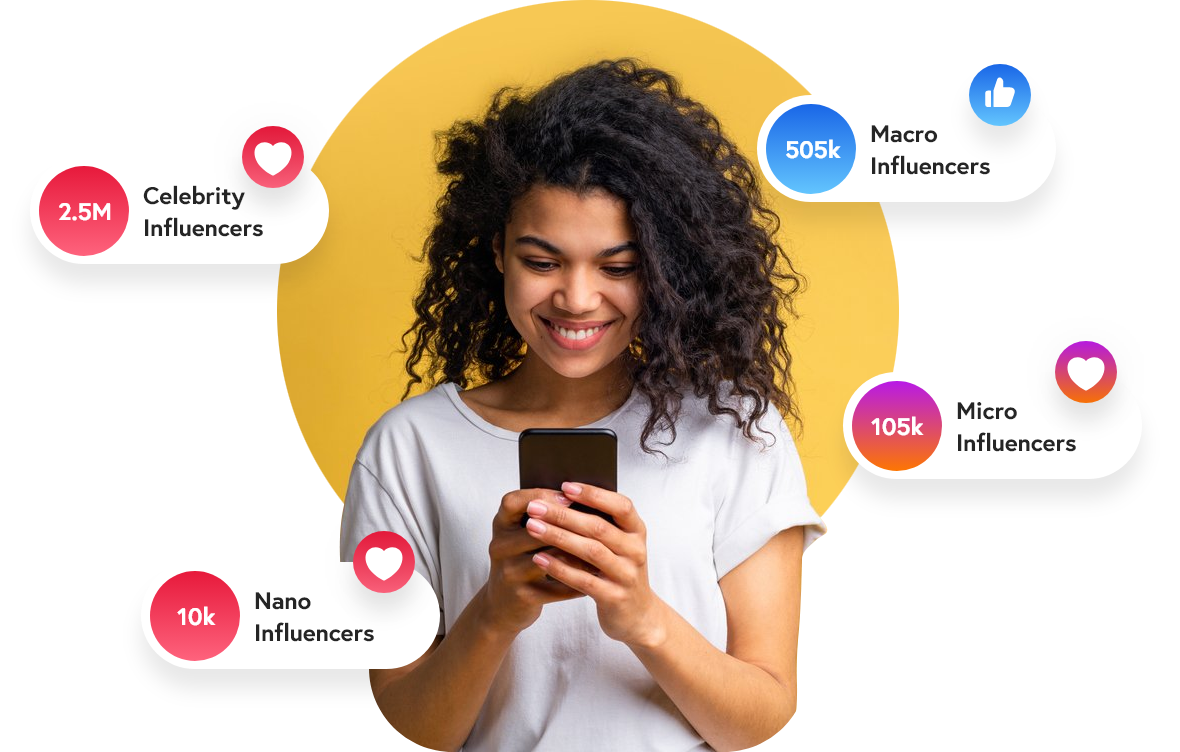 505k
Macro
Influencers
2.5M
Celebrity
Influencers
105k
Micro
Influencers
10k
Nano
Influencers